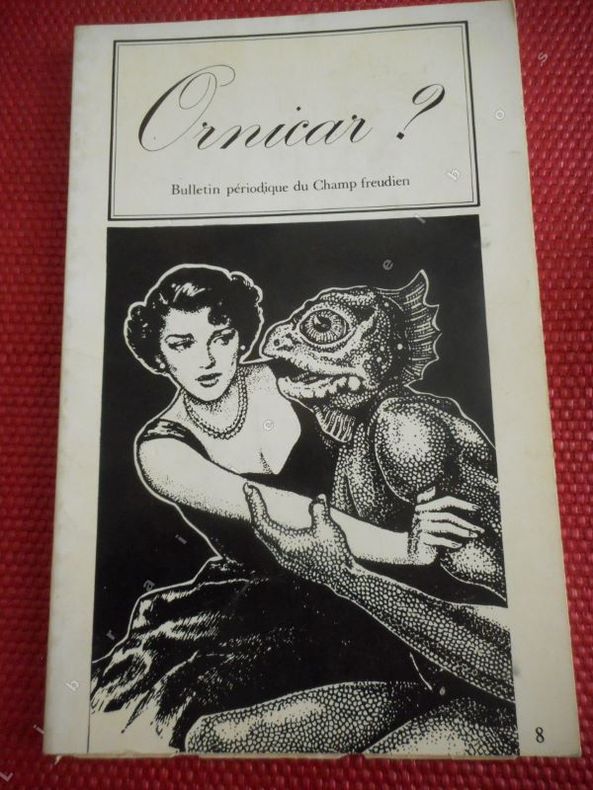 Ornicar ?
Bulletin périodique du Champ freudien
8